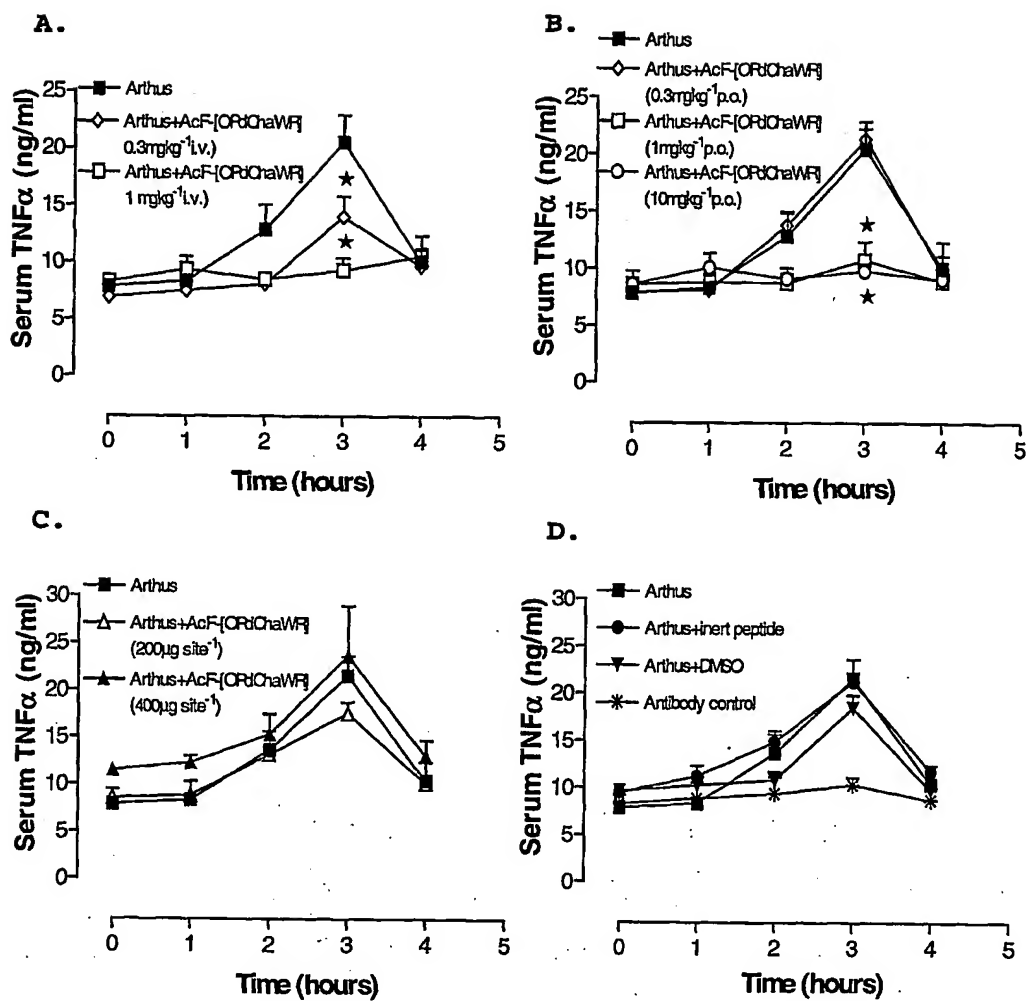 A.
Arthus
Arthus+AcF-[OPdChaWR]
0.3mgkg⁻¹i.v.)
Arthus+AcF-[OPdChaWR]
1 mgkg⁻¹i.v.)
Serum TNFα (ng/ml)
25
20
15
10
5
0
0 1 2 3 4 5
Time (hours)
B.
Arthus
Arthus+AcF-[OPdChaWR]
(0.3mgkg⁻¹p.o.)
Arthus+AcF-[OPdChaWR]
(1mgkg⁻¹p.o.)
Arthus+AcF-[OPdChaWR]
(10mgkg⁻¹p.o.)
Serum TNFα (ng/ml)
25
20
15
10
5
0
0 1 2 3 4 5
Time (hours)
C.
Arthus
Arthus+AcF-[OPdChaWR]
(200µg site⁻¹)
Arthus+AcF-[OPdChaWR]
(400µg site⁻¹)
Serum TNFα (ng/ml)
30
25
20
15
10
5
0
0 1 2 3 4 5
Time (hours)
D.
Arthus
Arthus+inert peptide
Arthus+DMSO
Antibody control
Serum TNFα (ng/ml)
30
25
20
15
10
5
0
0 1 2 3 4 5
Time (hours)